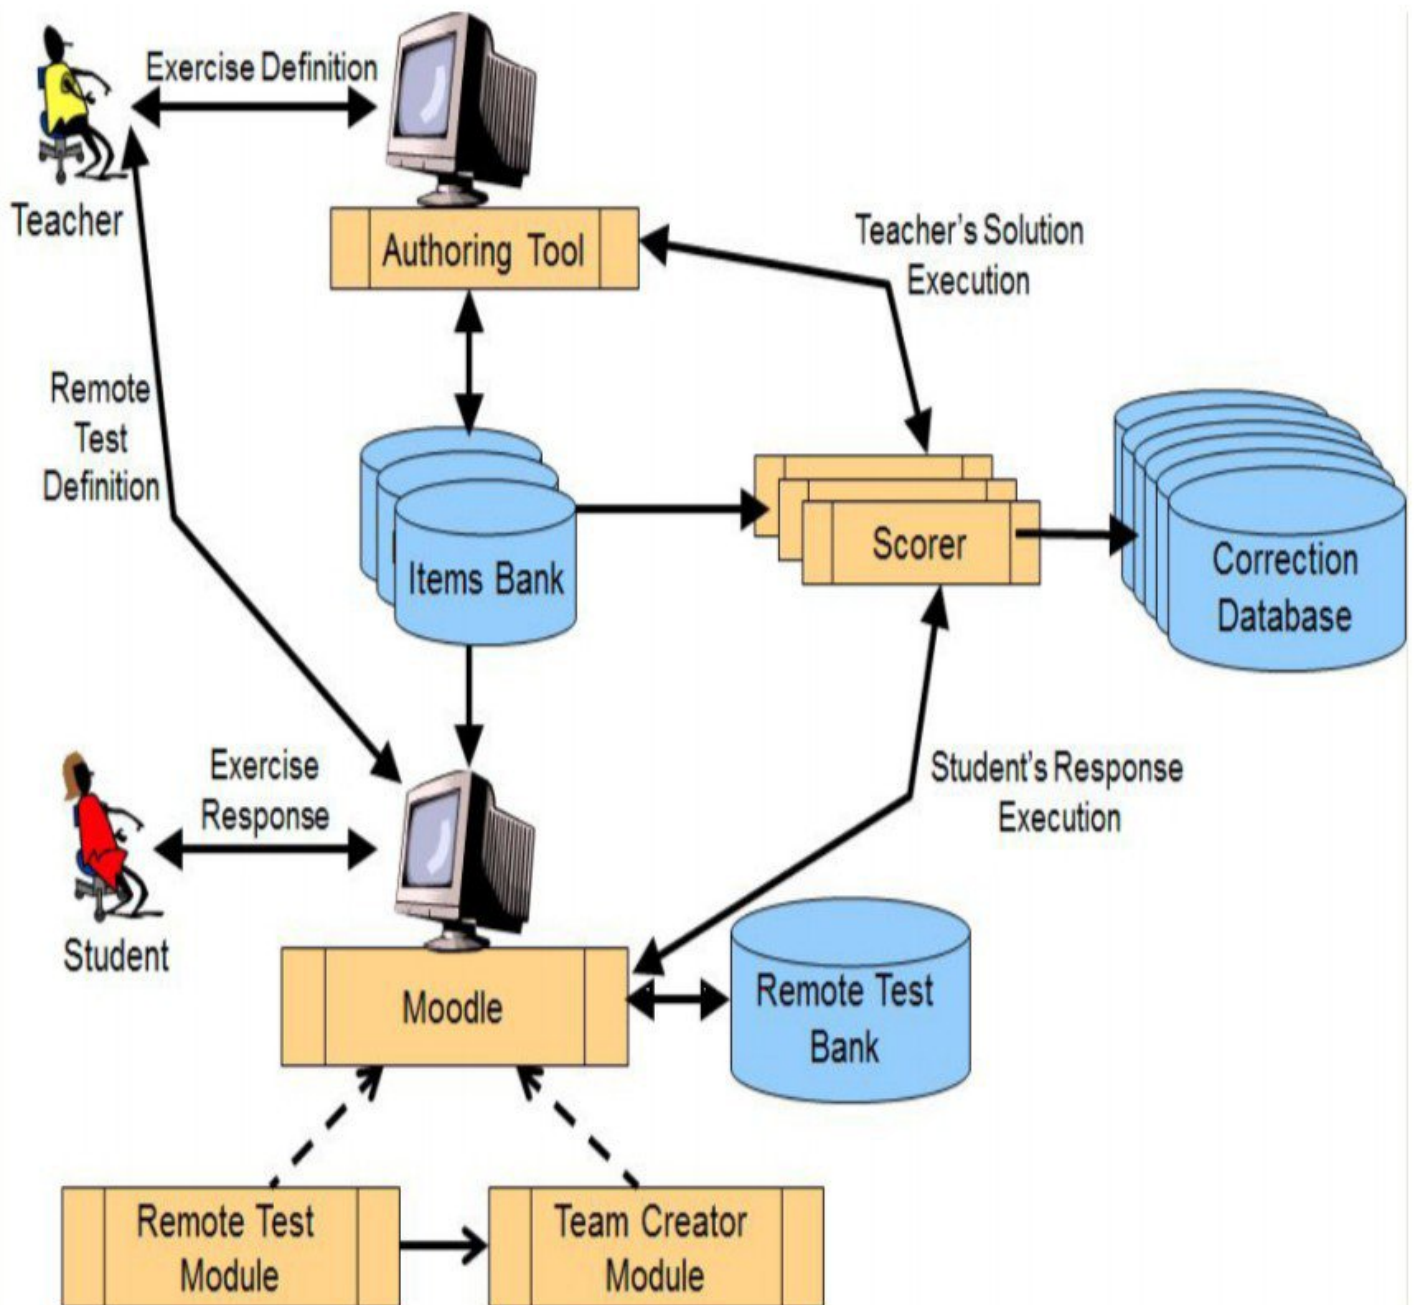 Exercise Definition
Teacher
Authoring Tool
Teacher's Solution
Execution
Remote
Test
Definition
Items Bank
Scorer
Correction
Database
Exercise
Response
Student's Response
Execution
Student
Moodle
Remote Test
Bank
Remote Test
Module
Team Creator
Module